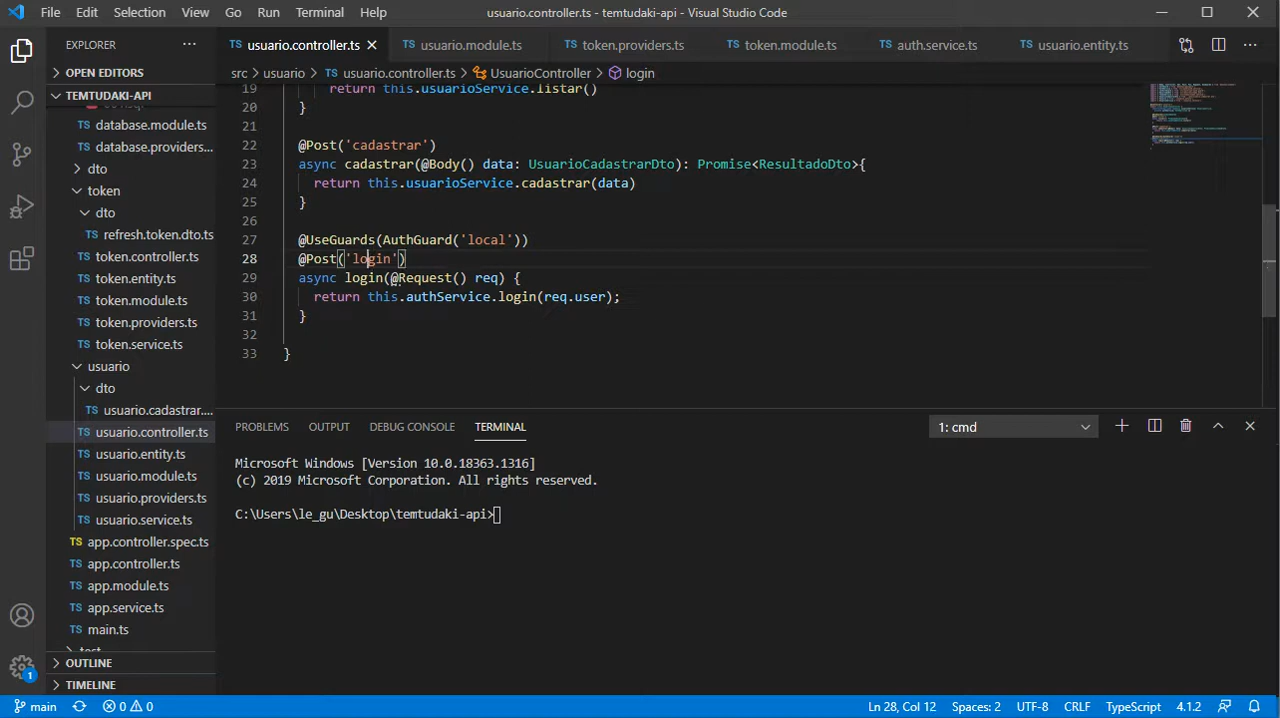 File Edit Selection View Go Run Terminal Help
usuario.controller.ts - temtudaki-api - Visual Studio Code
EXPLORER
OPEN EDITORS
TEMTUDAKI-API
database.module.ts
database.providers...
dto
token
dto
refresh.token.dto.ts
token.controller.ts
token.entity.ts
token.module.ts
token.providers.ts
token.service.ts
usuario
dto
usuario.cadastrar....
usuario.controller.ts
usuario.entity.ts
usuario.module.ts
usuario.providers.ts
usuario.service.ts
app.controller.spec.ts
app.controller.ts
app.module.ts
app.service.ts
main.ts
test
OUTLINE
TIMELINE
usuario.controller.ts usuario.module.ts token.providers.ts token.module.ts auth.service.ts usuario.entity.ts
src > usuario > TS usuario.controller.ts > UsuarioController > login
19 return this.usuarioService.listar()
20 }
21
22 @Post('cadastrar')
23 async cadastrar(@Body() data: UsuarioCadastrarDto): Promise<ResultadoDto>{
24 return this.usuarioService.cadastrar(data)
25 }
26
27 @UseGuards(AuthGuard('local'))
28 @Post('login')
29 async login(@Request() req) {
30 return this.authService.login(req.user);
31 }
32
33 }
PROBLEMS OUTPUT DEBUG CONSOLE TERMINAL
1: cmd
Microsoft Windows [Version 10.0.18363.1316]
(c) 2019 Microsoft Corporation. All rights reserved.
C:\Users\le_gu\Desktop\temtudaki-api>
1
main 0 0 Ln 28, Col 12 Spaces: 2 UTF-8 CRLF TypeScript 4.1.2